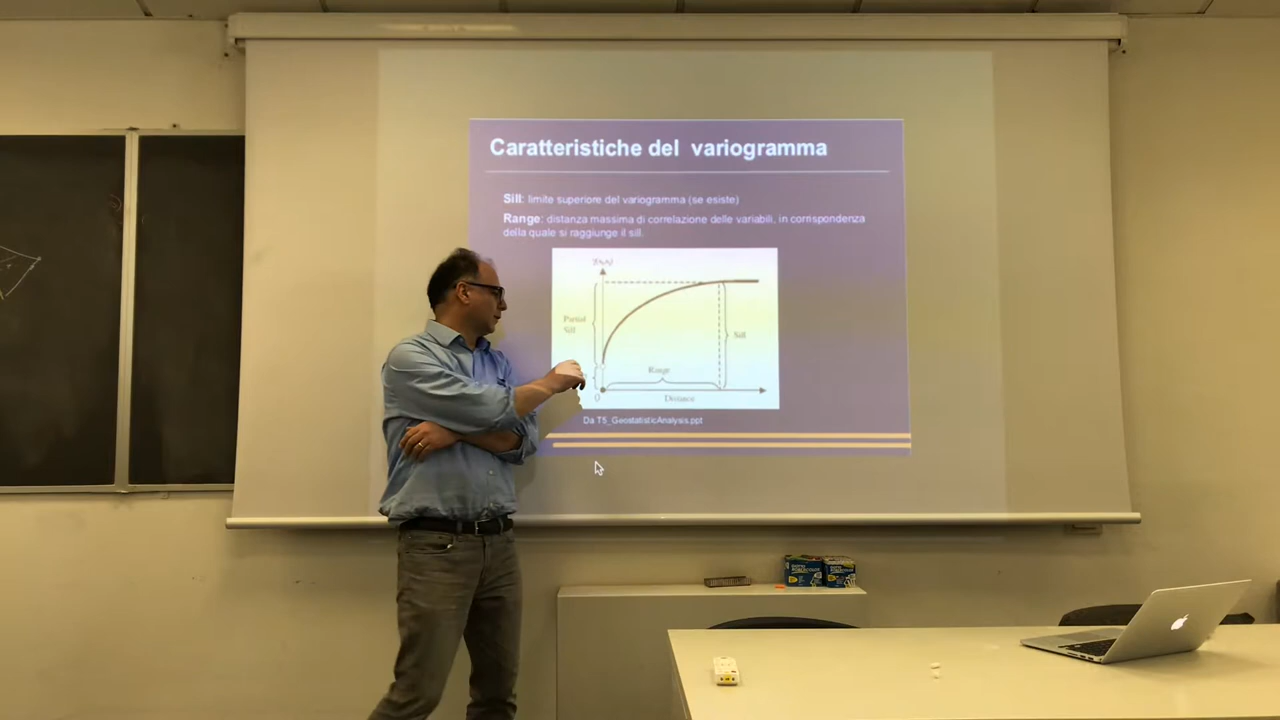 Caratteristiche del variogramma
Sill: limite superiore del variogramma (se esiste)
Range: distanza massima di correlazione delle variabili, in corrispondenza
della quale si raggiunge il sill.
Partial
Sill
Sill
Range
0
Distance
Da T5_GeostatisticAnalysis.ppt